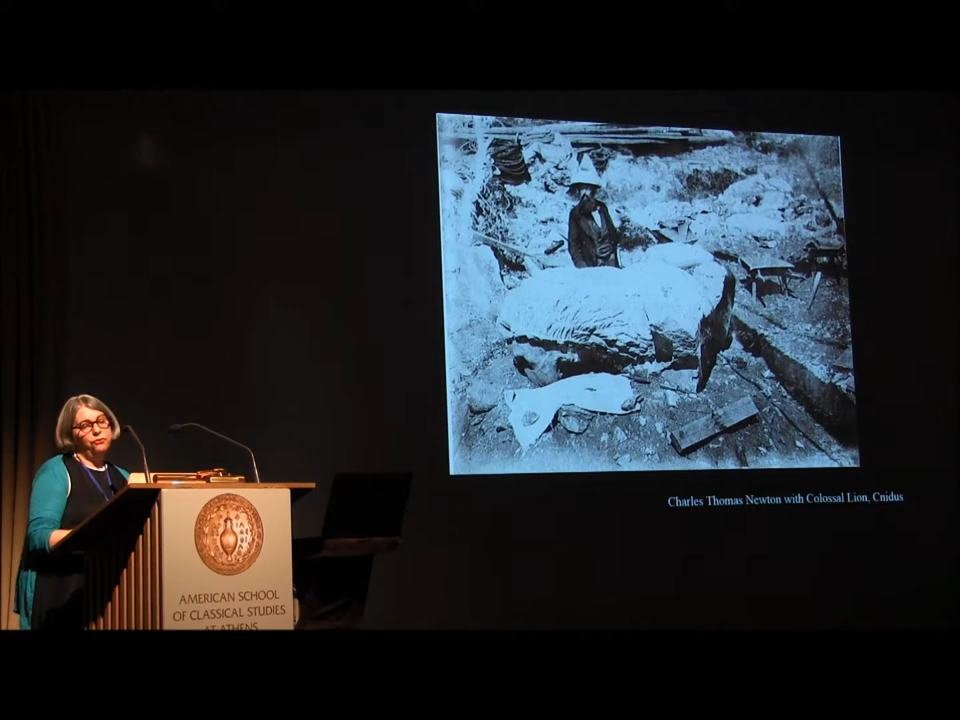 Charles Thomas Newton with Colossal Lion, Cnidus
AMERICAN SCHOOL
OF CLASSICAL STUDIES
AT ATHENS